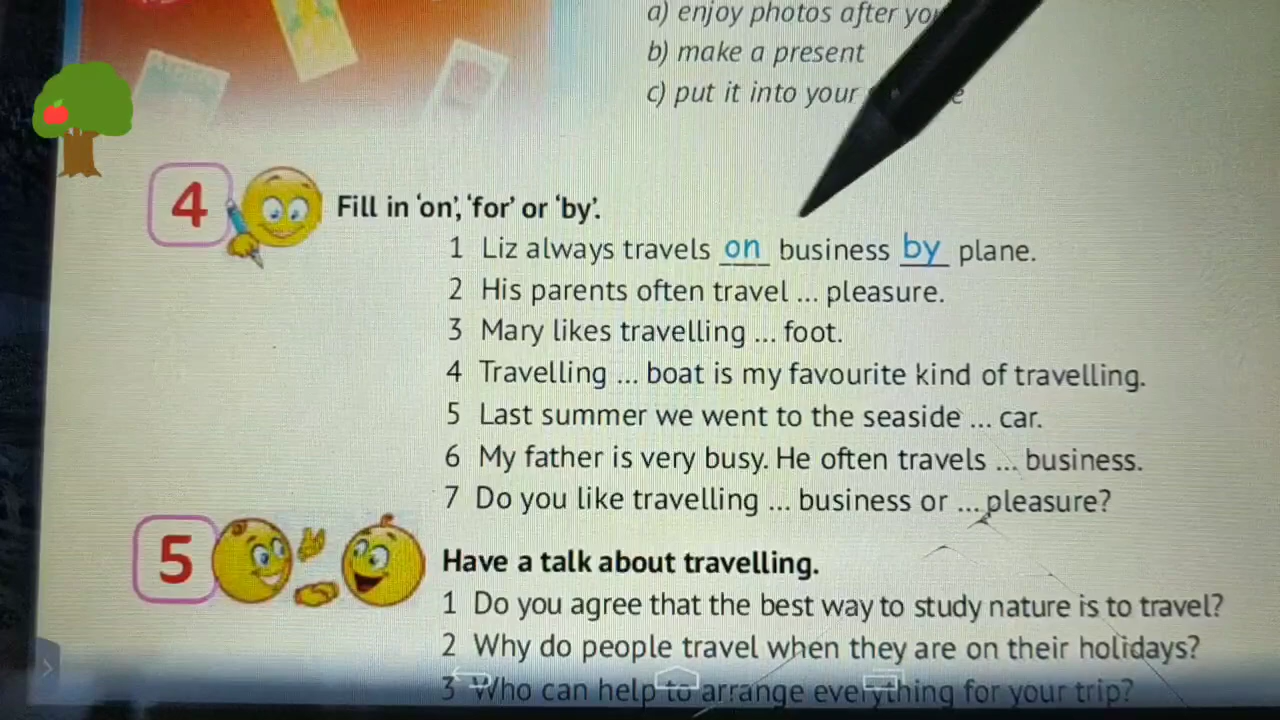 a) enjoy photos after
b) make a present
c) put it into your
4 Fill in 'on', 'for' or 'by'.
1 Liz always travels on business by plane.
2 His parents often travel ... pleasure.
3 Mary likes travelling ... foot.
4 Travelling ... boat is my favourite kind of travelling.
5 Last summer we went to the seaside ... car.
6 My father is very busy. He often travels ... business.
7 Do you like travelling ... business or ... pleasure?
5 Have a talk about travelling.
1 Do you agree that the best way to study nature is to travel?
2 Why do people travel when they are on their holidays?
3 Who can help to arrange everything for your trip?